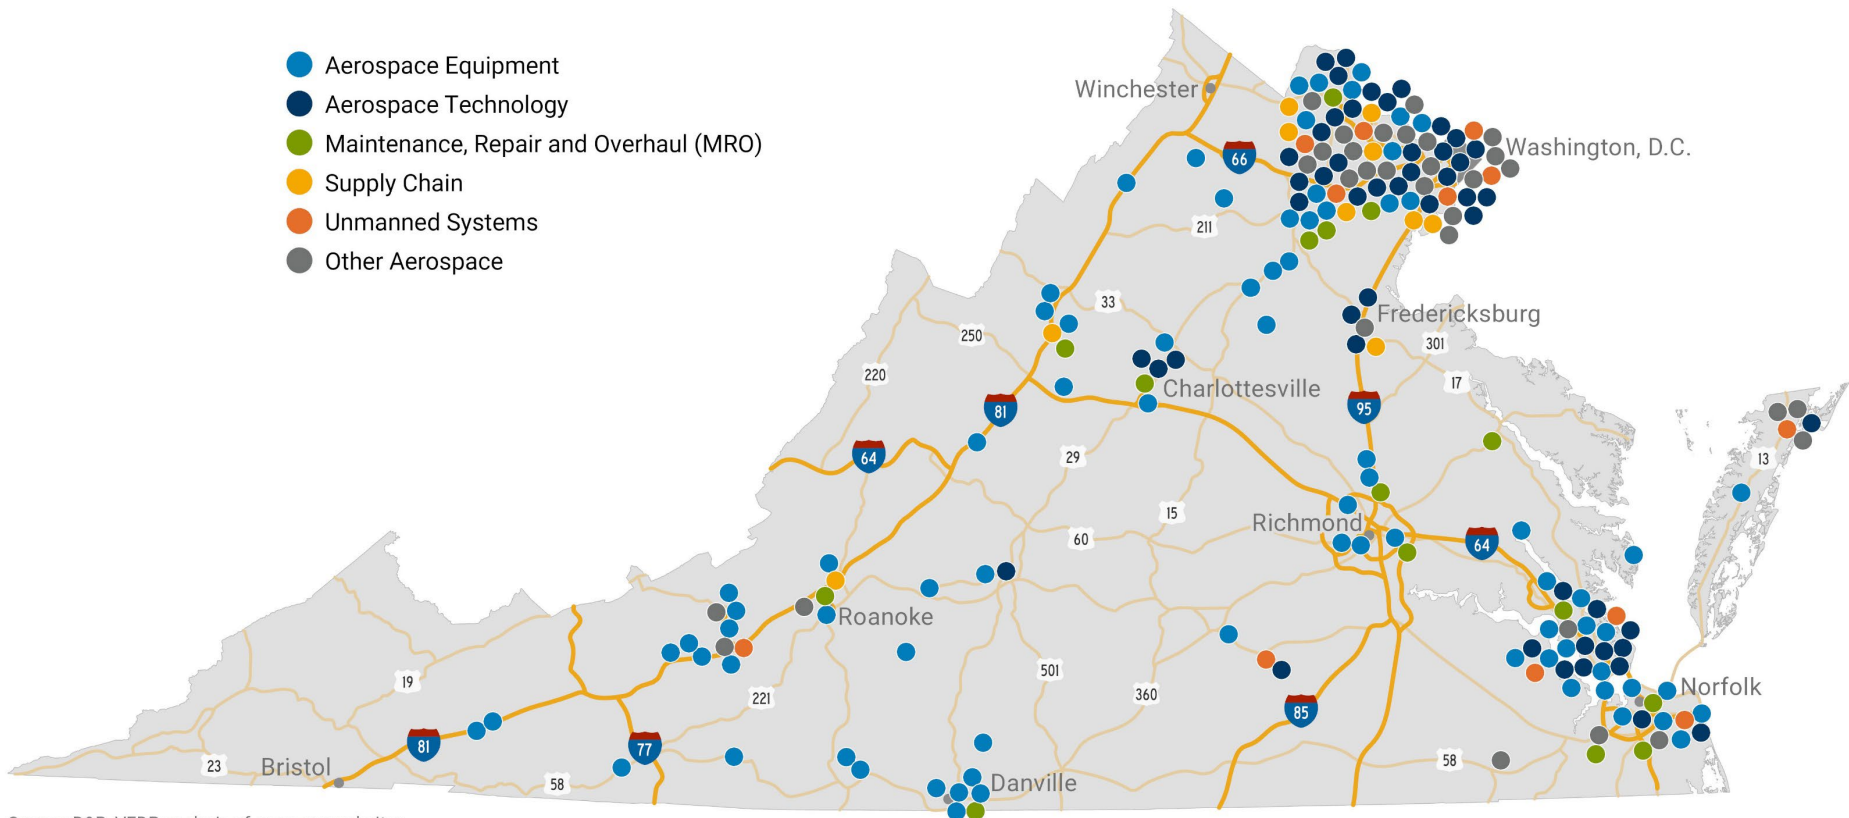 Aerospace Equipment
Aerospace Technology
Maintenance, Repair and Overhaul (MRO)
Supply Chain
Unmanned Systems
Other Aerospace
Winchester
66
Washington, D.C.
211
33
Fredericksburg
250
301
220
17
Charlottesville
81
95
64
29
13
15
Richmond
60
64
Roanoke
501
19
360
221
Norfolk
85
81
77
23
Bristol
58
Danville
58